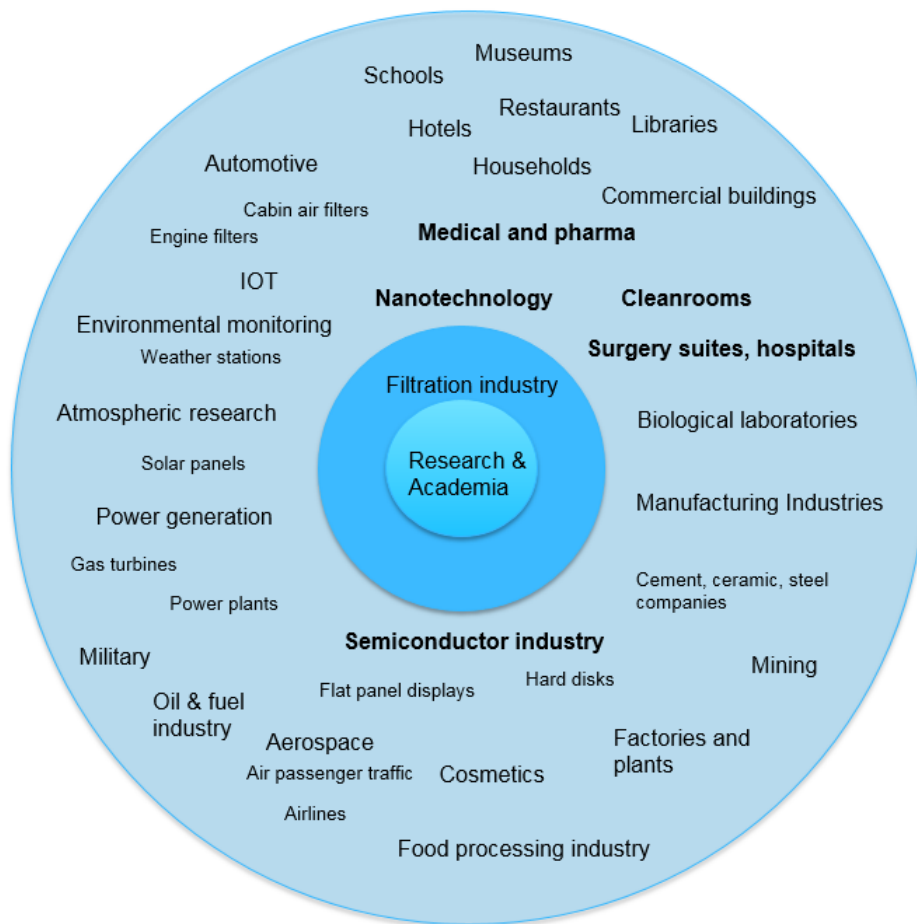 Museums
Schools
Restaurants
Libraries
Hotels
Automotive
Households
Commercial buildings
Cabin air filters
Engine filters
Medical and pharma
IOT
Nanotechnology
Cleanrooms
Environmental monitoring
Weather stations
Surgery suites, hospitals
Filtration industry
Atmospheric research
Biological laboratories
Research &
Academia
Solar panels
Manufacturing Industries
Power generation
Gas turbines
Cement, ceramic, steel
companies
Power plants
Semiconductor industry
Military
Mining
Hard disks
Flat panel displays
Oil & fuel
industry
Aerospace
Factories and
plants
Air passenger traffic
Cosmetics
Airlines
Food processing industry